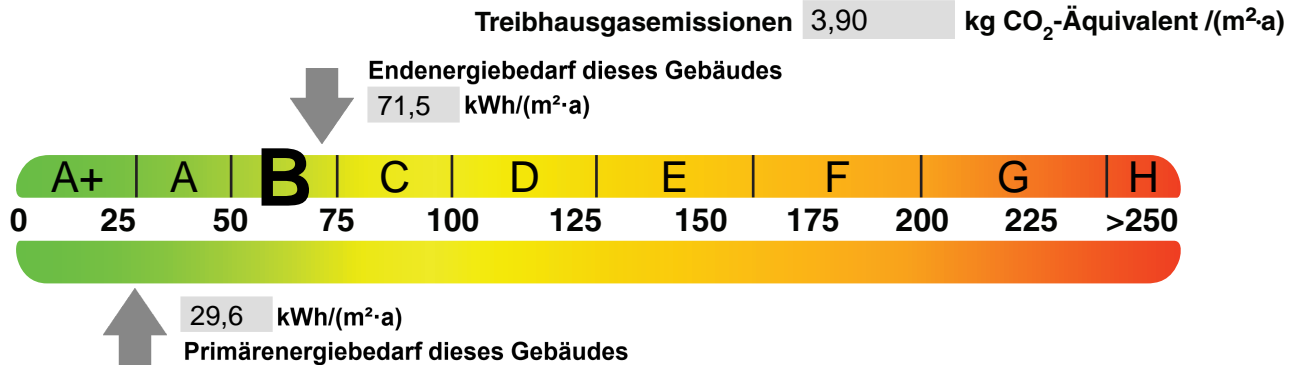 Treibhausgasemissionen 3,90 kg CO₂-Äquivalent /(m²·a)
Endenergiebedarf dieses Gebäudes
71,5 kWh/(m²·a)
A+ A B C D E F G H
0 25 50 75 100 125 150 175 200 225 >250
29,6 kWh/(m²·a)
Primärenergiebedarf dieses Gebäudes